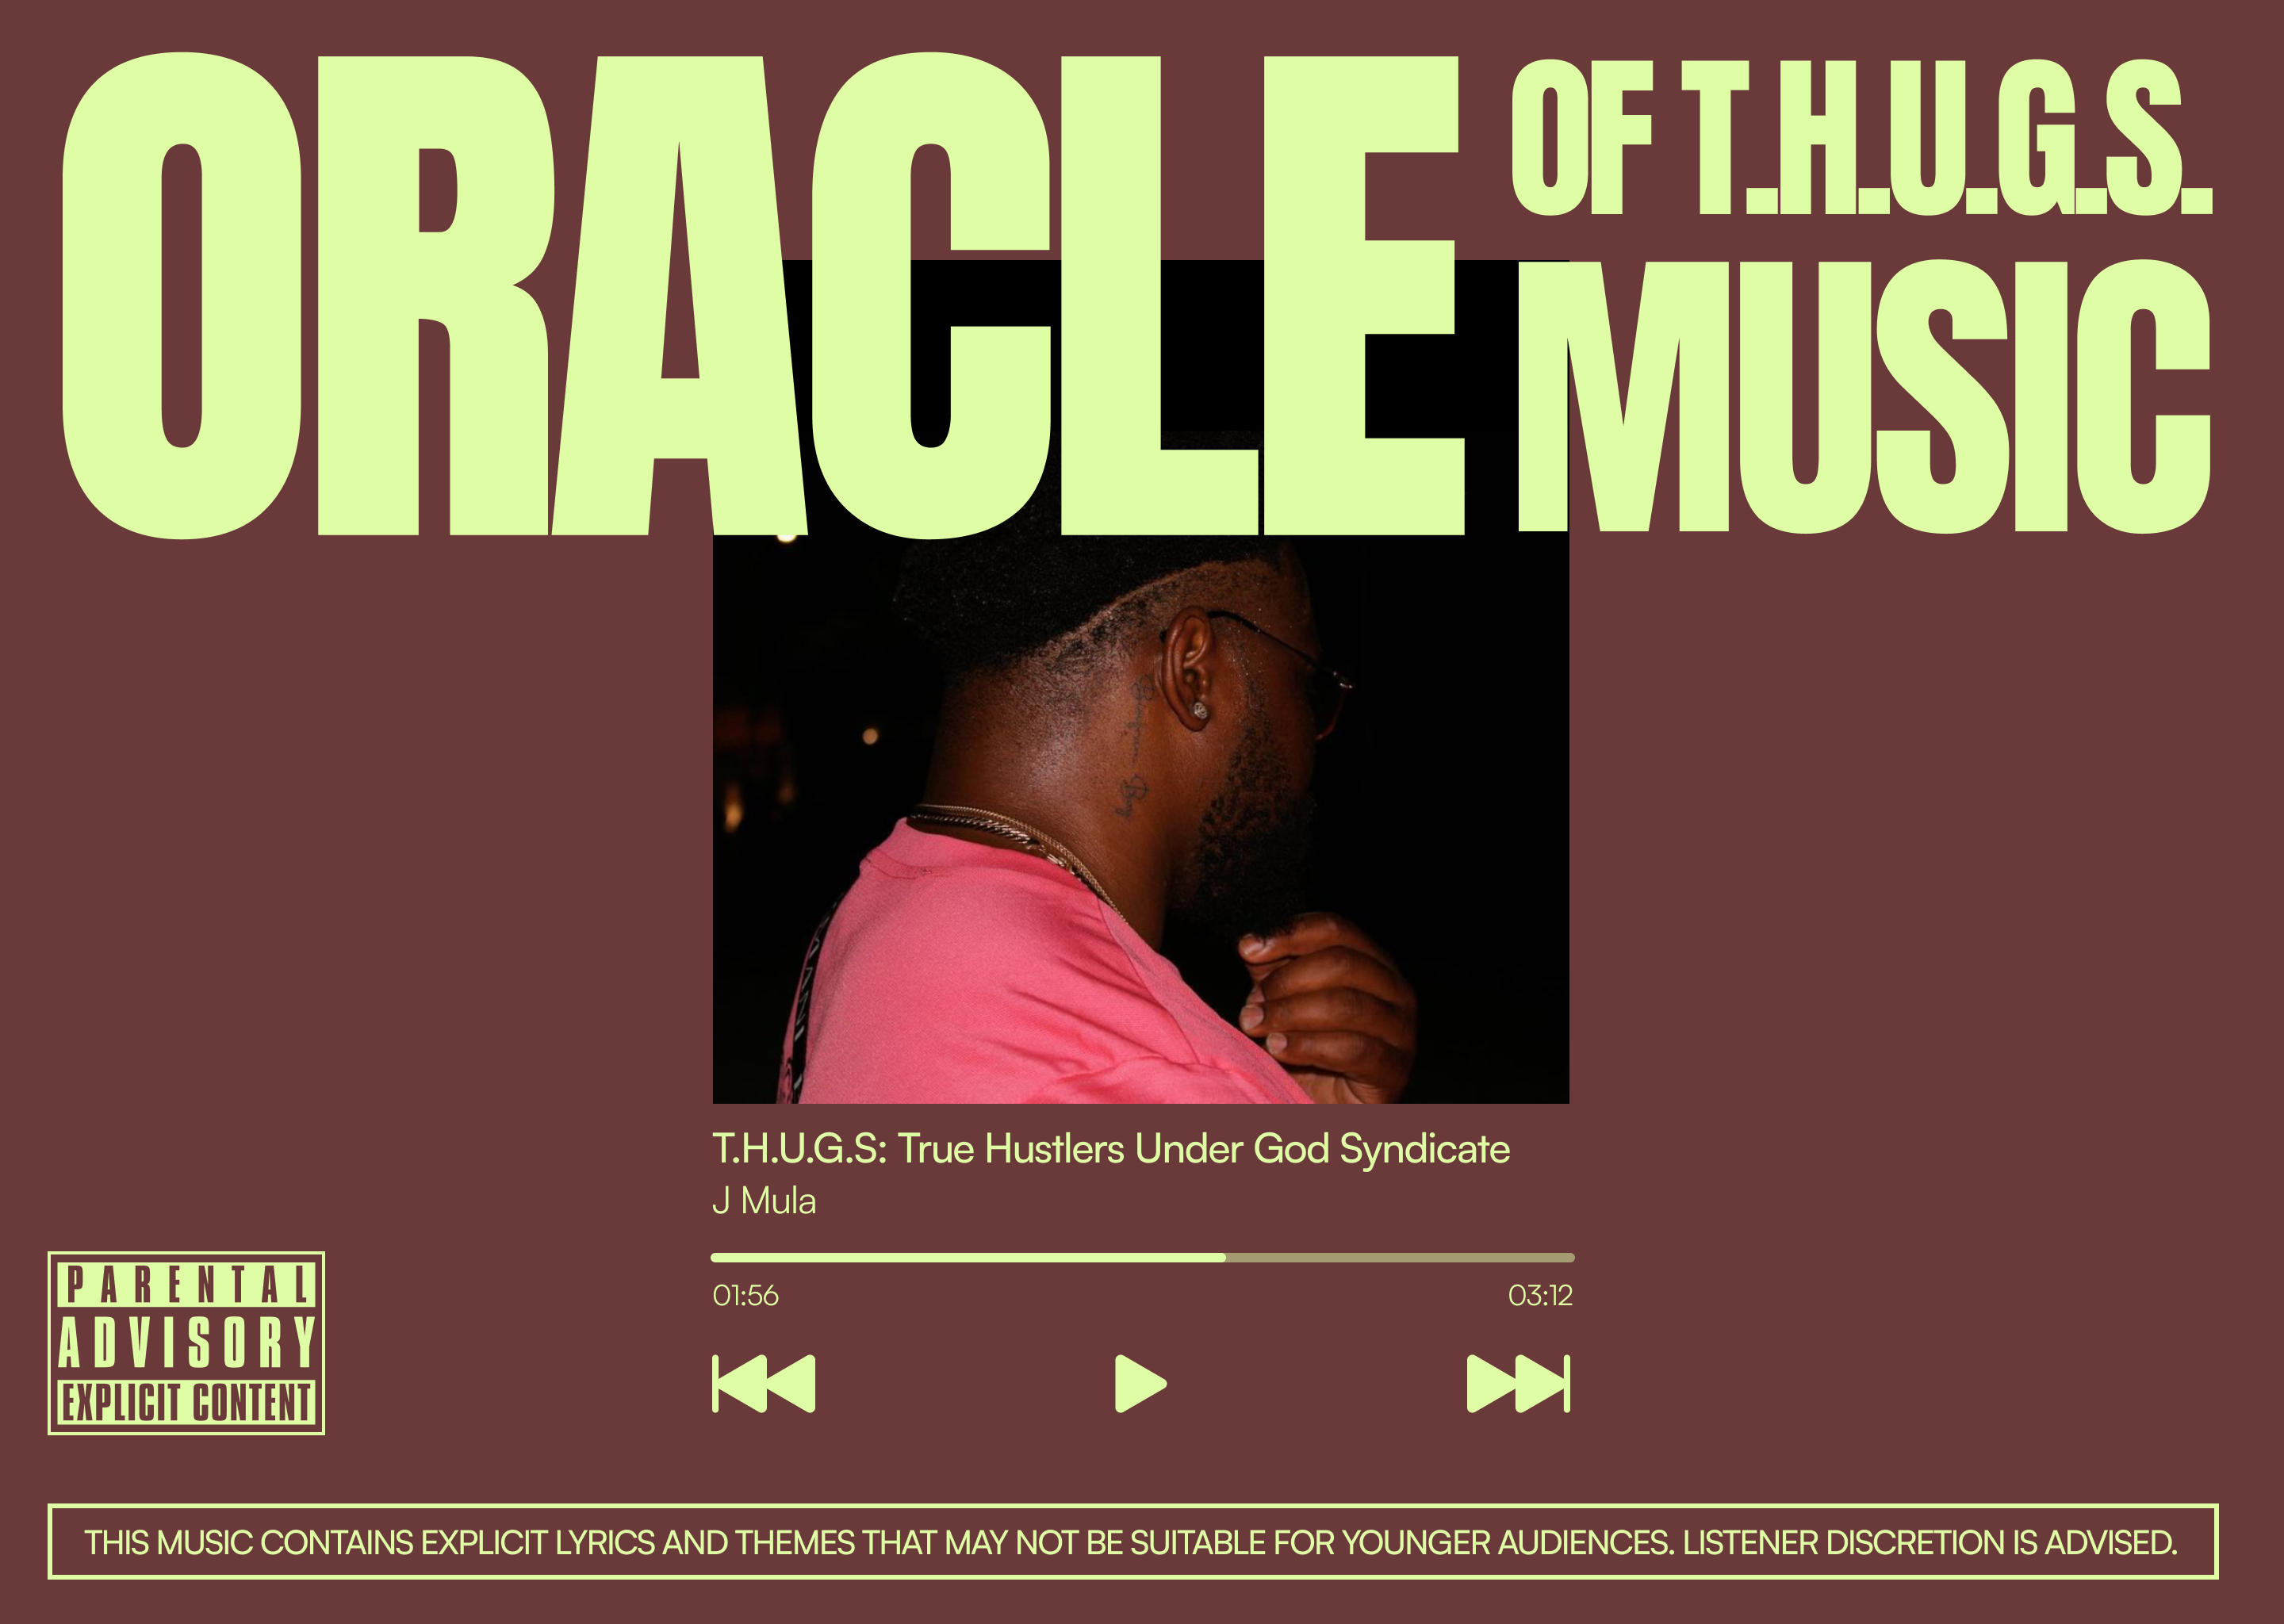 ORACLE
OF T.H.U.G.S.
MUSIC
T.H.U.G.S: True Hustlers Under God Syndicate
J Mula
01:56
03:12
PARENTAL
ADVISORY
EXPLICIT CONTENT
THIS MUSIC CONTAINS EXPLICIT LYRICS AND THEMES THAT MAY NOT BE SUITABLE FOR YOUNGER AUDIENCES. LISTENER DISCRETION IS ADVISED.